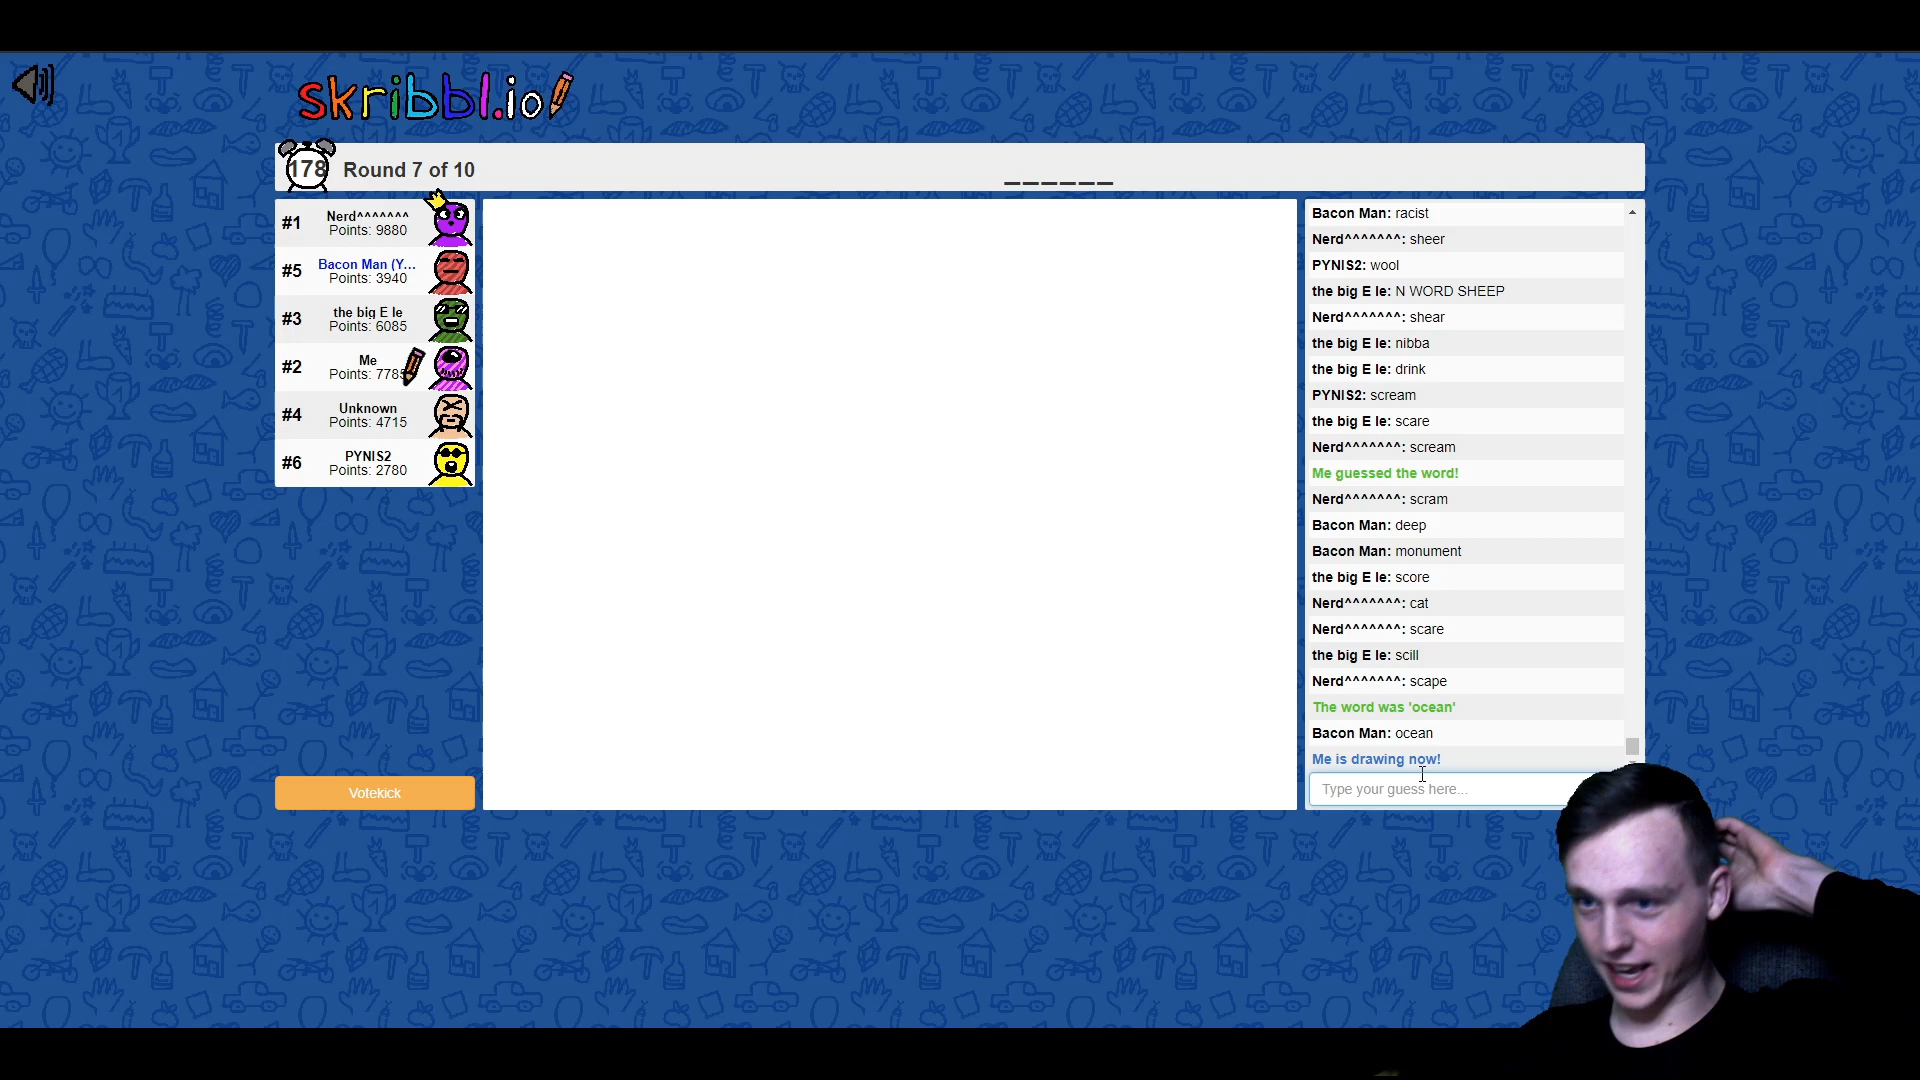 skribbl.io
178 Round 7 of 10 ______
#1 Nerd^^^^^^^
Points: 9880
#5 Bacon Man (Y...
Points: 3940
#3 the big E le
Points: 6085
#2 Me
Points: 7785
#4 Unknown
Points: 4715
#6 PYNIS2
Points: 2780
Votekick
Bacon Man: racist
Nerd^^^^^^^: sheer
PYNIS2: wool
the big E le: N WORD SHEEP
Nerd^^^^^^^: shear
the big E le: nibba
the big E le: drink
PYNIS2: scream
the big E le: scare
Nerd^^^^^^^: scream
Me guessed the word!
Nerd^^^^^^^: scram
Bacon Man: deep
Bacon Man: monument
the big E le: score
Nerd^^^^^^^: cat
Nerd^^^^^^^: scare
the big E le: scill
Nerd^^^^^^^: scape
The word was 'ocean'
Bacon Man: ocean
Me is drawing now!
Type your guess here...